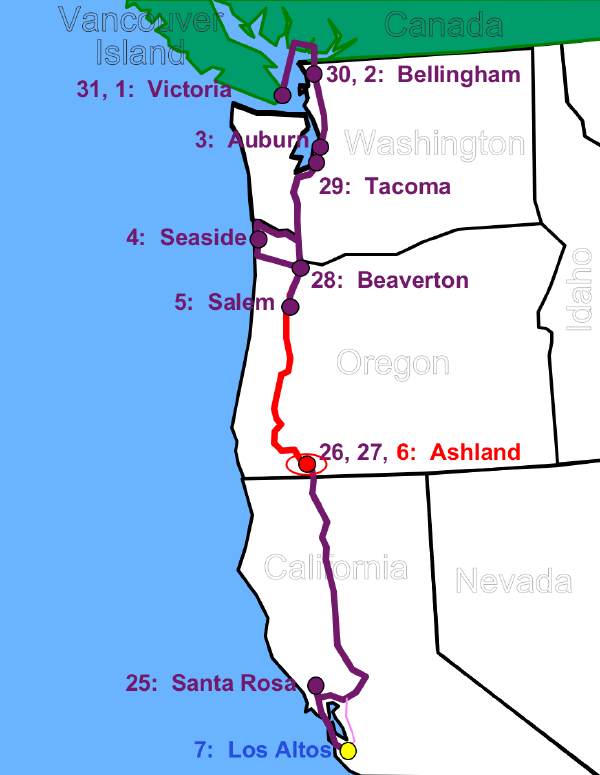 Vancouver
Island
Canada
31, 1: Victoria
30, 2: Bellingham
3: Auburn
Washington
29: Tacoma
4: Seaside
28: Beaverton
5: Salem
Idaho
Oregon
26, 27, 6: Ashland
California
Nevada
25: Santa Rosa
7: Los Altos